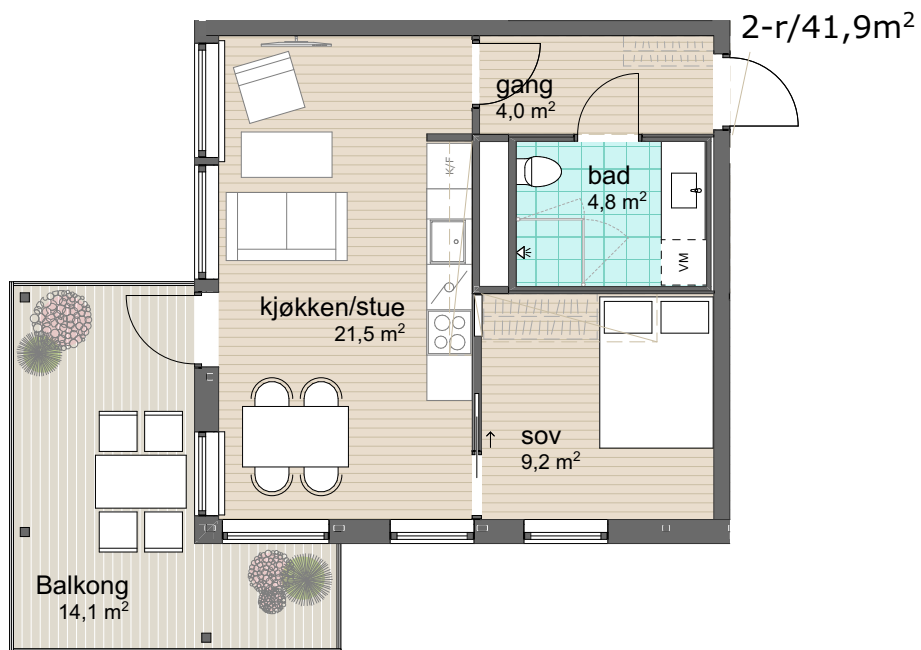 2-r/41,9m²
gang
4,0 m²
K/F
bad
4,8 m²
VM
kjøkken/stue
21,5 m²
sov
9,2 m²
Balkong
14,1 m²